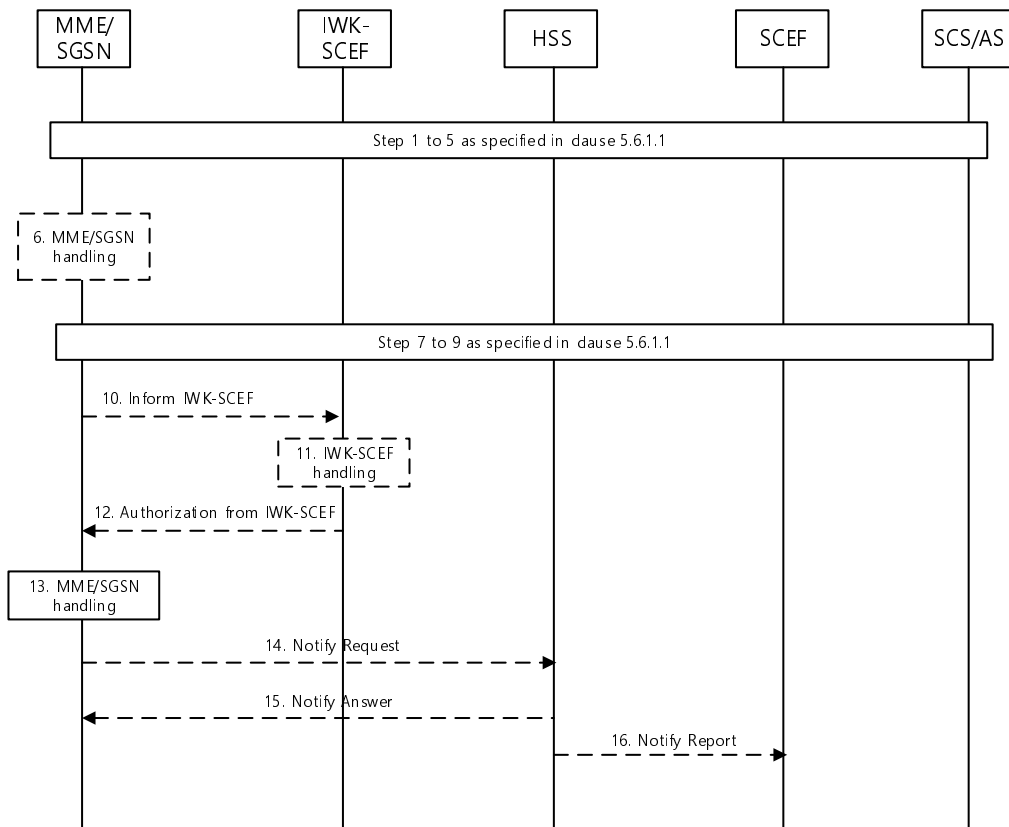 MME/
SGSN
IWK-
SCEF
HSS
SCEF
SCS/AS
Step 1 to 5 as specified in clause 5.6.1.1
6. MME/SGSN
handling
Step 7 to 9 as specified in clause 5.6.1.1
10. Inform IWK-SCEF
11. IWK-SCEF
handling
12. Authorization from IWK-SCEF
13. MME/SGSN
handling
14. Notify Request
15. Notify Answer
16. Notify Report